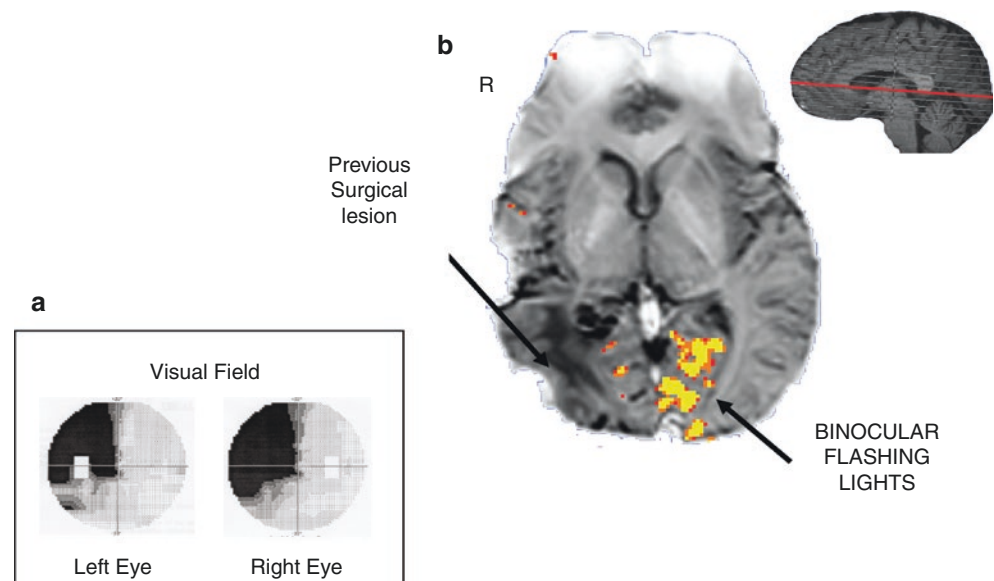 b
R
Previous
Surgical
lesion
a
Visual Field
BINOCULAR
FLASHING
LIGHTS
Left Eye
Right Eye